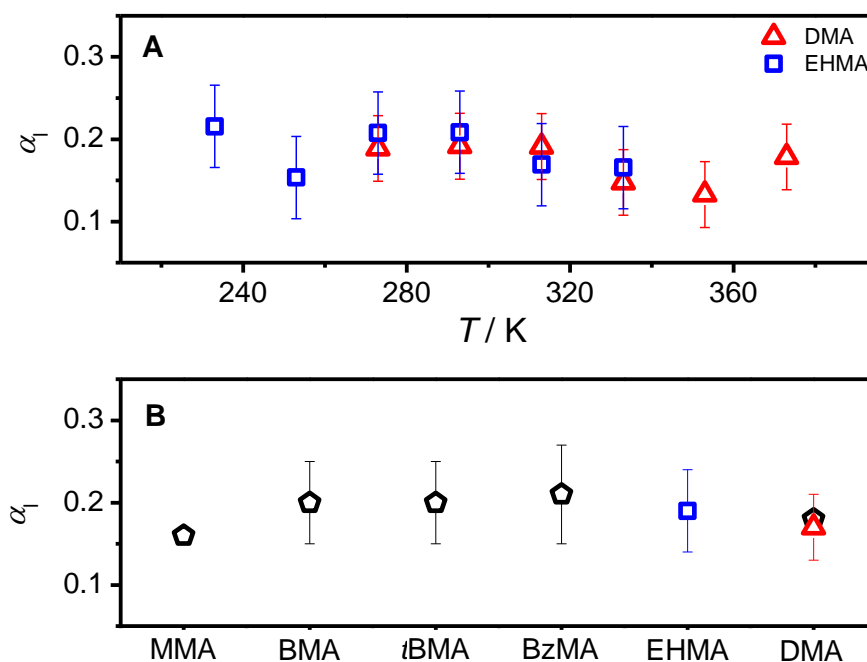 A
DMA
EHMA
0.3
0.2
0.1
αl
240 280 320 360
T / K
B
0.3
0.2
0.1
αl
MMA BMA tBMA BzMA EHMA DMA